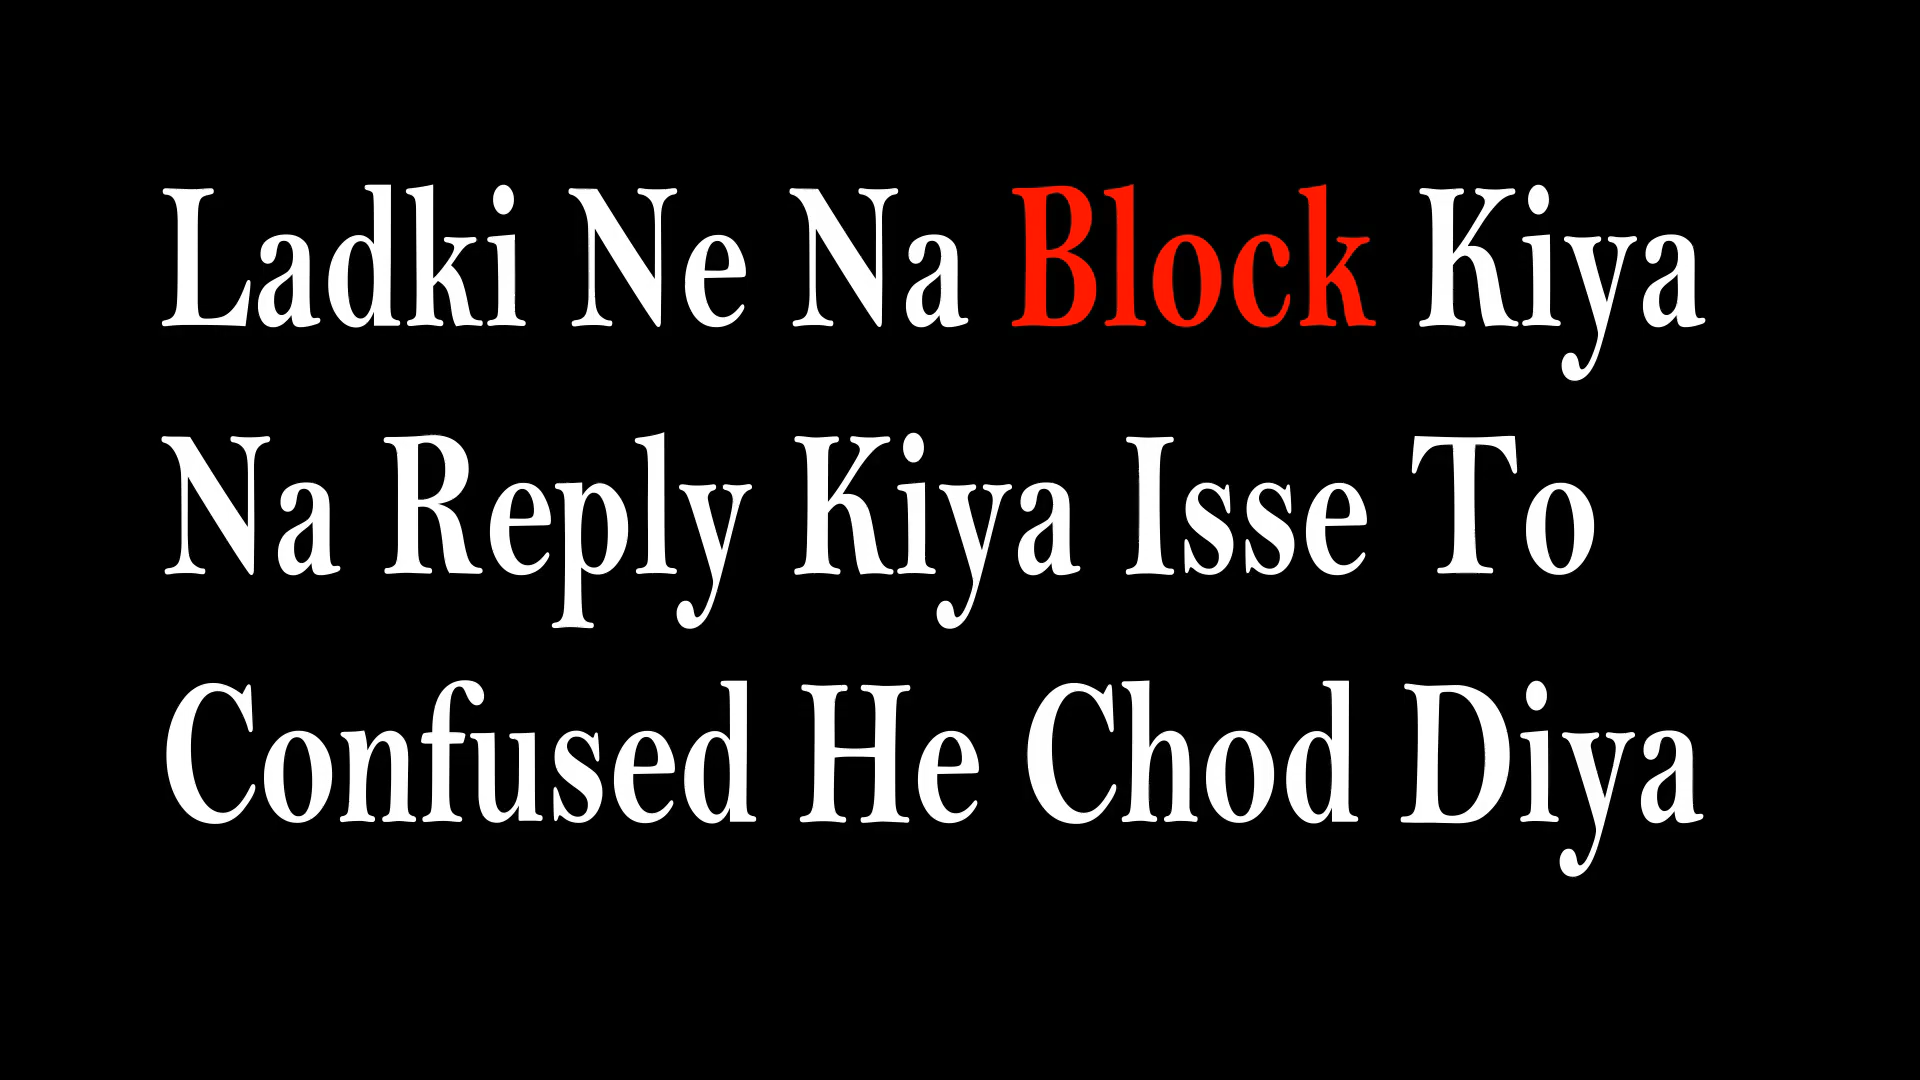 Ladki Ne Na Block Kiya
Na Reply Kiya Isse To
Confused He Chod Diya